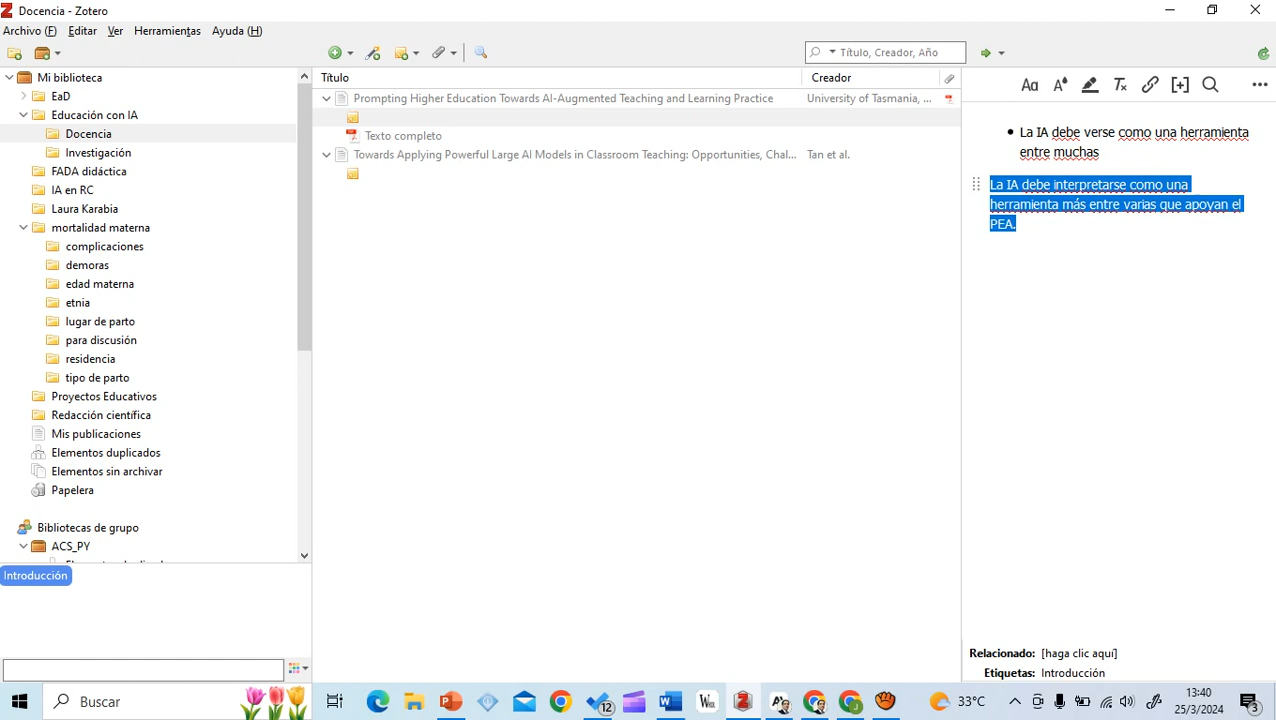 Docencia - Zotero
Archivo (F) Editar Ver Herramientas Ayuda (H)
Título, Creador, Año
Mi biblioteca
EaD
Educación con IA
Docencia
Investigación
FADA didáctica
IA en RC
Laura Karabia
mortalidad materna
complicaciones
demoras
edad materna
etnia
lugar de parto
para discusión
residencia
tipo de parto
Proyectos Educativos
Redacción científica
Mis publicaciones
Elementos duplicados
Elementos sin archivar
Papelera
Bibliotecas de grupo
ACS_PY
Introducción
Título Creador
Prompting Higher Education Towards AI-Augmented Teaching and Learning Practice University of Tasmania, ...
Texto completo
Towards Applying Powerful Large AI Models in Classroom Teaching: Opportunities, Chal... Tan et al.
La IA debe verse como una herramienta
entre muchas
La IA debe interpretarse como una
herramienta más entre varias que apoyan el
PEA.
Relacionado: [haga clic aquí]
Etiquetas: Introducción
Search
12
33°C
13:40
25/3/2024
3